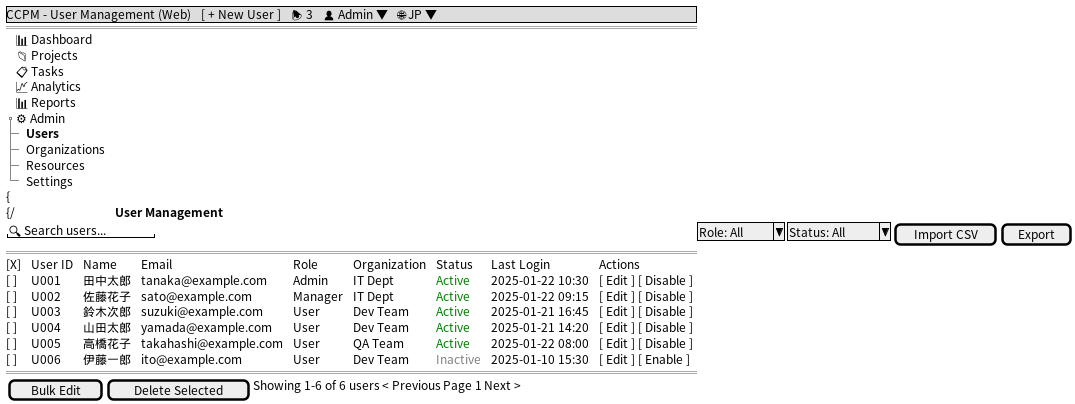 CCPM - User Management (Web) [ + New User ] 3 Admin ▼ JP ▼
Dashboard
Projects
Tasks
Analytics
Reports
Admin
Users
Organizations
Resources
Settings
{
{/ User Management
Search users... Role: All ▼ Status: All ▼ Import CSV Export
[X] User ID Name Email Role Organization Status Last Login Actions
[ ] U001 田中太郎 tanaka@example.com Admin IT Dept Active 2025-01-22 10:30 [ Edit ] [ Disable ]
[ ] U002 佐藤花子 sato@example.com Manager IT Dept Active 2025-01-22 09:15 [ Edit ] [ Disable ]
[ ] U003 鈴木次郎 suzuki@example.com User Dev Team Active 2025-01-21 16:45 [ Edit ] [ Disable ]
[ ] U004 山田太郎 yamada@example.com User Dev Team Active 2025-01-21 14:20 [ Edit ] [ Disable ]
[ ] U005 高橋花子 takahashi@example.com User QA Team Active 2025-01-22 08:00 [ Edit ] [ Disable ]
[ ] U006 伊藤一郎 ito@example.com User Dev Team Inactive 2025-01-10 15:30 [ Edit ] [ Enable ]
Bulk Edit Delete Selected Showing 1-6 of 6 users < Previous Page 1 Next >